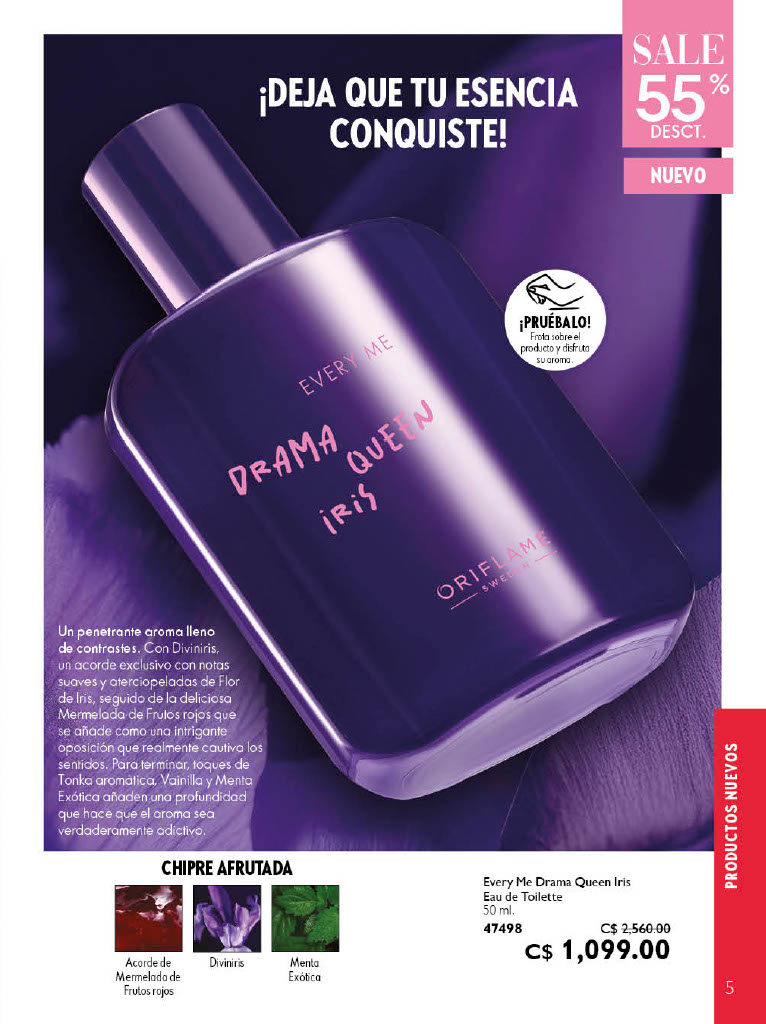 SALE
55%
DESCT.
NUEVO
¡DEJA QUE TU ESENCIA
CONQUISTE!
¡PRUÉBALO!
Frota sobre el
producto y disfruta
su aroma.
EVERY ME
DRAMA QUEEN
IRIS
ORIFLAME
SWEDEN
Un penetrante aroma lleno
de contrastes. Con Diviniris,
un acorde exclusivo con notas
suaves y aterciopeladas de Flor
de Iris, seguido de la deliciosa
Mermelada de Frutos rojos que
se añade como una intrigante
oposición que realmente cautiva los
sentidos. Para terminar, toques de
Tonka aromática, Vainilla y Menta
Exótica añaden una profundidad
que hace que el aroma sea
verdaderamente adictivo.
PRODUCTOS NUEVOS
CHIPRE AFRUTADA
Acorde de
Mermelada de
Frutos rojos
Diviniris
Menta
Exótica
Every Me Drama Queen Iris
Eau de Toilette
50 ml.
47498 C$ 2,560.00
C$ 1,099.00
5